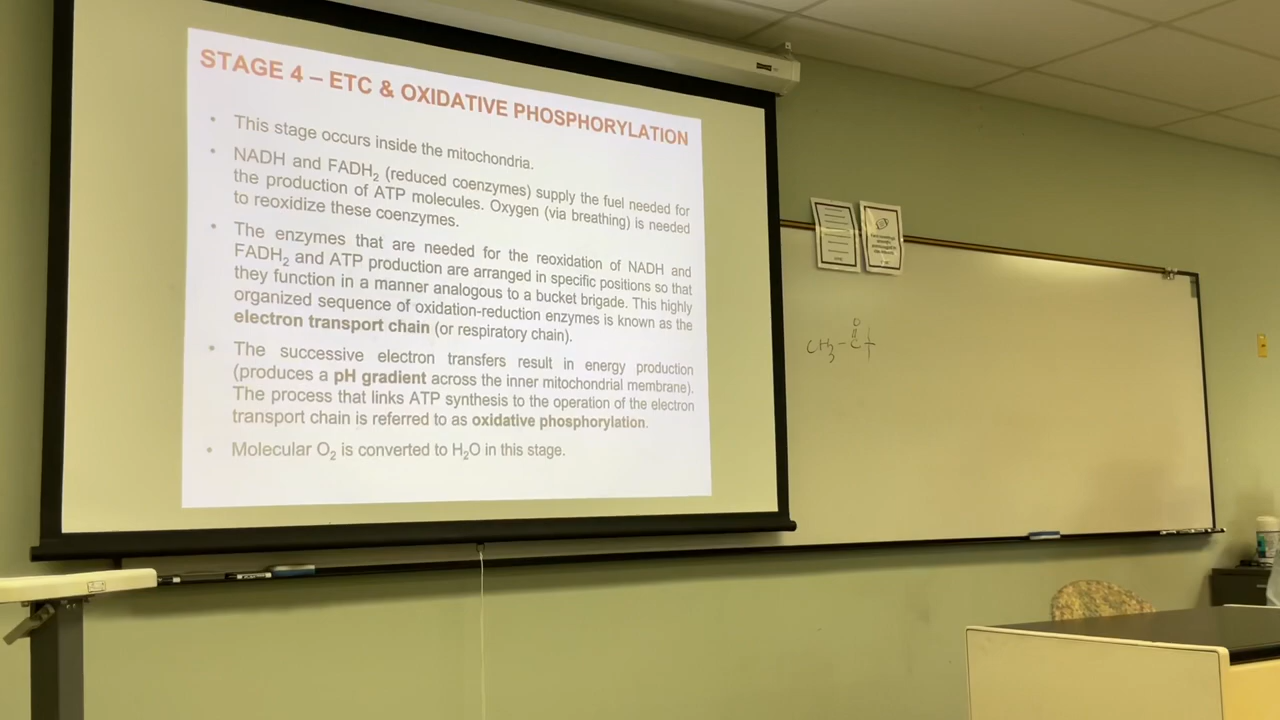 STAGE 4 – ETC & OXIDATIVE PHOSPHORYLATION
• This stage occurs inside the mitochondria.
• NADH and FADH₂ (reduced coenzymes) supply the fuel needed for
the production of ATP molecules. Oxygen (via breathing) is needed
to reoxidize these coenzymes.
• The enzymes that are needed for the reoxidation of NADH and
FADH₂ and ATP production are arranged in specific positions so that
they function in a manner analogous to a bucket brigade. This highly
organized sequence of oxidation-reduction enzymes is known as the
electron transport chain (or respiratory chain).
• The successive electron transfers result in energy production
(produces a pH gradient across the inner mitochondrial membrane).
The process that links ATP synthesis to the operation of the electron
transport chain is referred to as oxidative phosphorylation.
• Molecular O₂ is converted to H₂O in this stage.
O
CH₃–C